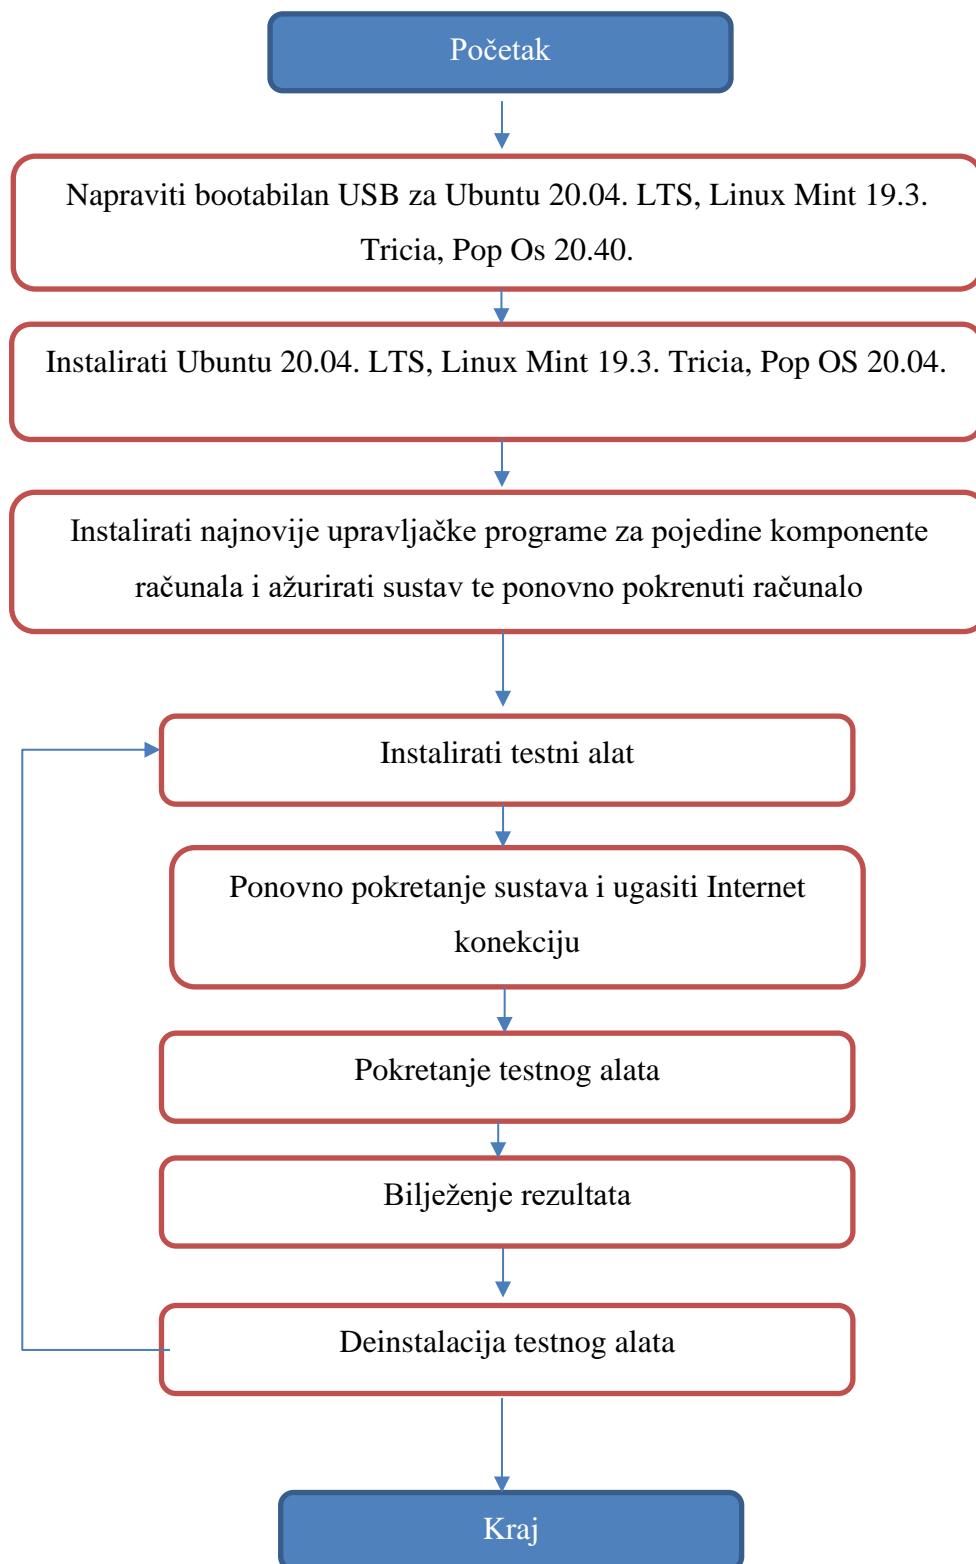 Početak
Napraviti bootabilan USB za Ubuntu 20.04. LTS, Linux Mint 19.3.
Tricia, Pop Os 20.40.
Instalirati Ubuntu 20.04. LTS, Linux Mint 19.3. Tricia, Pop OS 20.04.
Instalirati najnovije upravljačke programe za pojedine komponente
računala i ažurirati sustav te ponovno pokrenuti računalo
Instalirati testni alat
Ponovno pokretanje sustava i ugasiti Internet
konekciju
Pokretanje testnog alata
Bilježenje rezultata
Deinstalacija testnog alata
Kraj